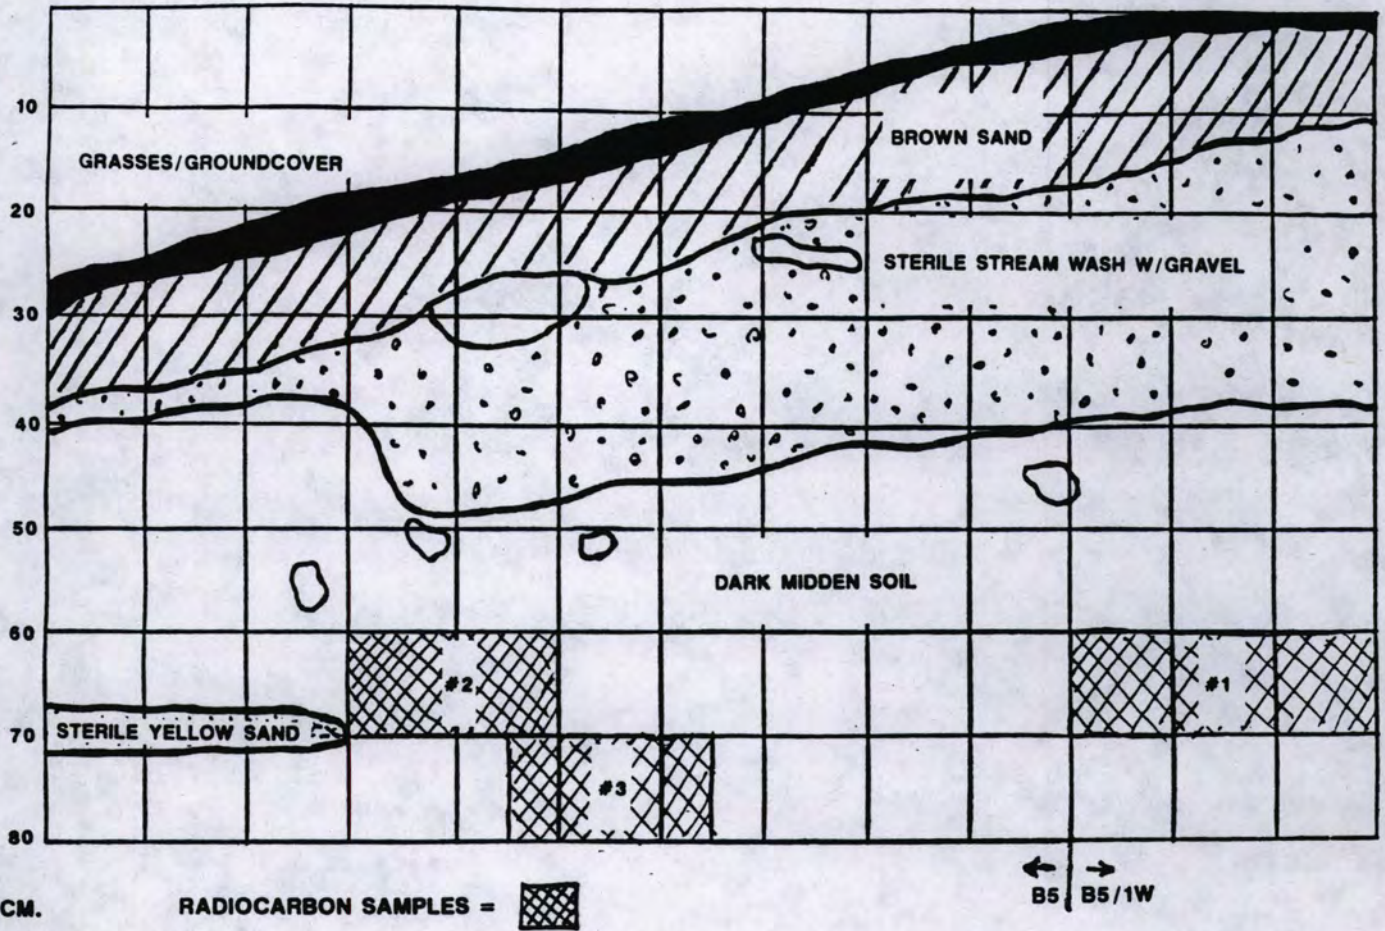 10
GRASSES/GROUNDCOVER
BROWN SAND
20
STERILE STREAM WASH W/GRAVEL
30
40
50
DARK MIDDEN SOIL
60
#2
#1
STERILE YELLOW SAND
70
#3
80
← →
B5 B5/1W
CM.
RADIOCARBON SAMPLES =